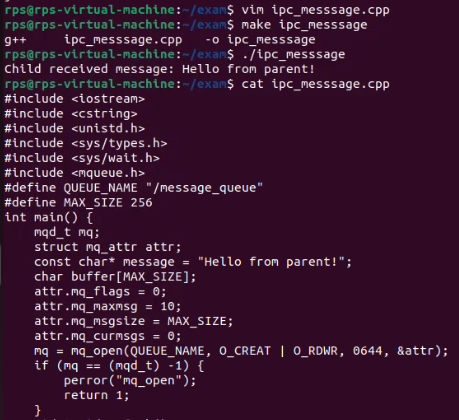 rps@rps-virtual-machine:~/exam$ vim ipc_messsage.cpp
rps@rps-virtual-machine:~/exam$ make ipc_messsage
g++     ipc_messsage.cpp   -o ipc_messsage
rps@rps-virtual-machine:~/exam$ ./ipc_messsage
Child received message: Hello from parent!
rps@rps-virtual-machine:~/exam$ cat ipc_messsage.cpp
#include <iostream>
#include <cstring>
#include <unistd.h>
#include <sys/types.h>
#include <sys/wait.h>
#include <mqueue.h>
#define QUEUE_NAME "/message_queue"
#define MAX_SIZE 256
int main() {
    mqd_t mq;
    struct mq_attr attr;
    const char* message = "Hello from parent!";
    char buffer[MAX_SIZE];
    attr.mq_flags = 0;
    attr.mq_maxmsg = 10;
    attr.mq_msgsize = MAX_SIZE;
    attr.mq_curmsgs = 0;
    mq = mq_open(QUEUE_NAME, O_CREAT | O_RDWR, 0644, &attr);
    if (mq == (mqd_t) -1) {
        perror("mq_open");
        return 1;
    }